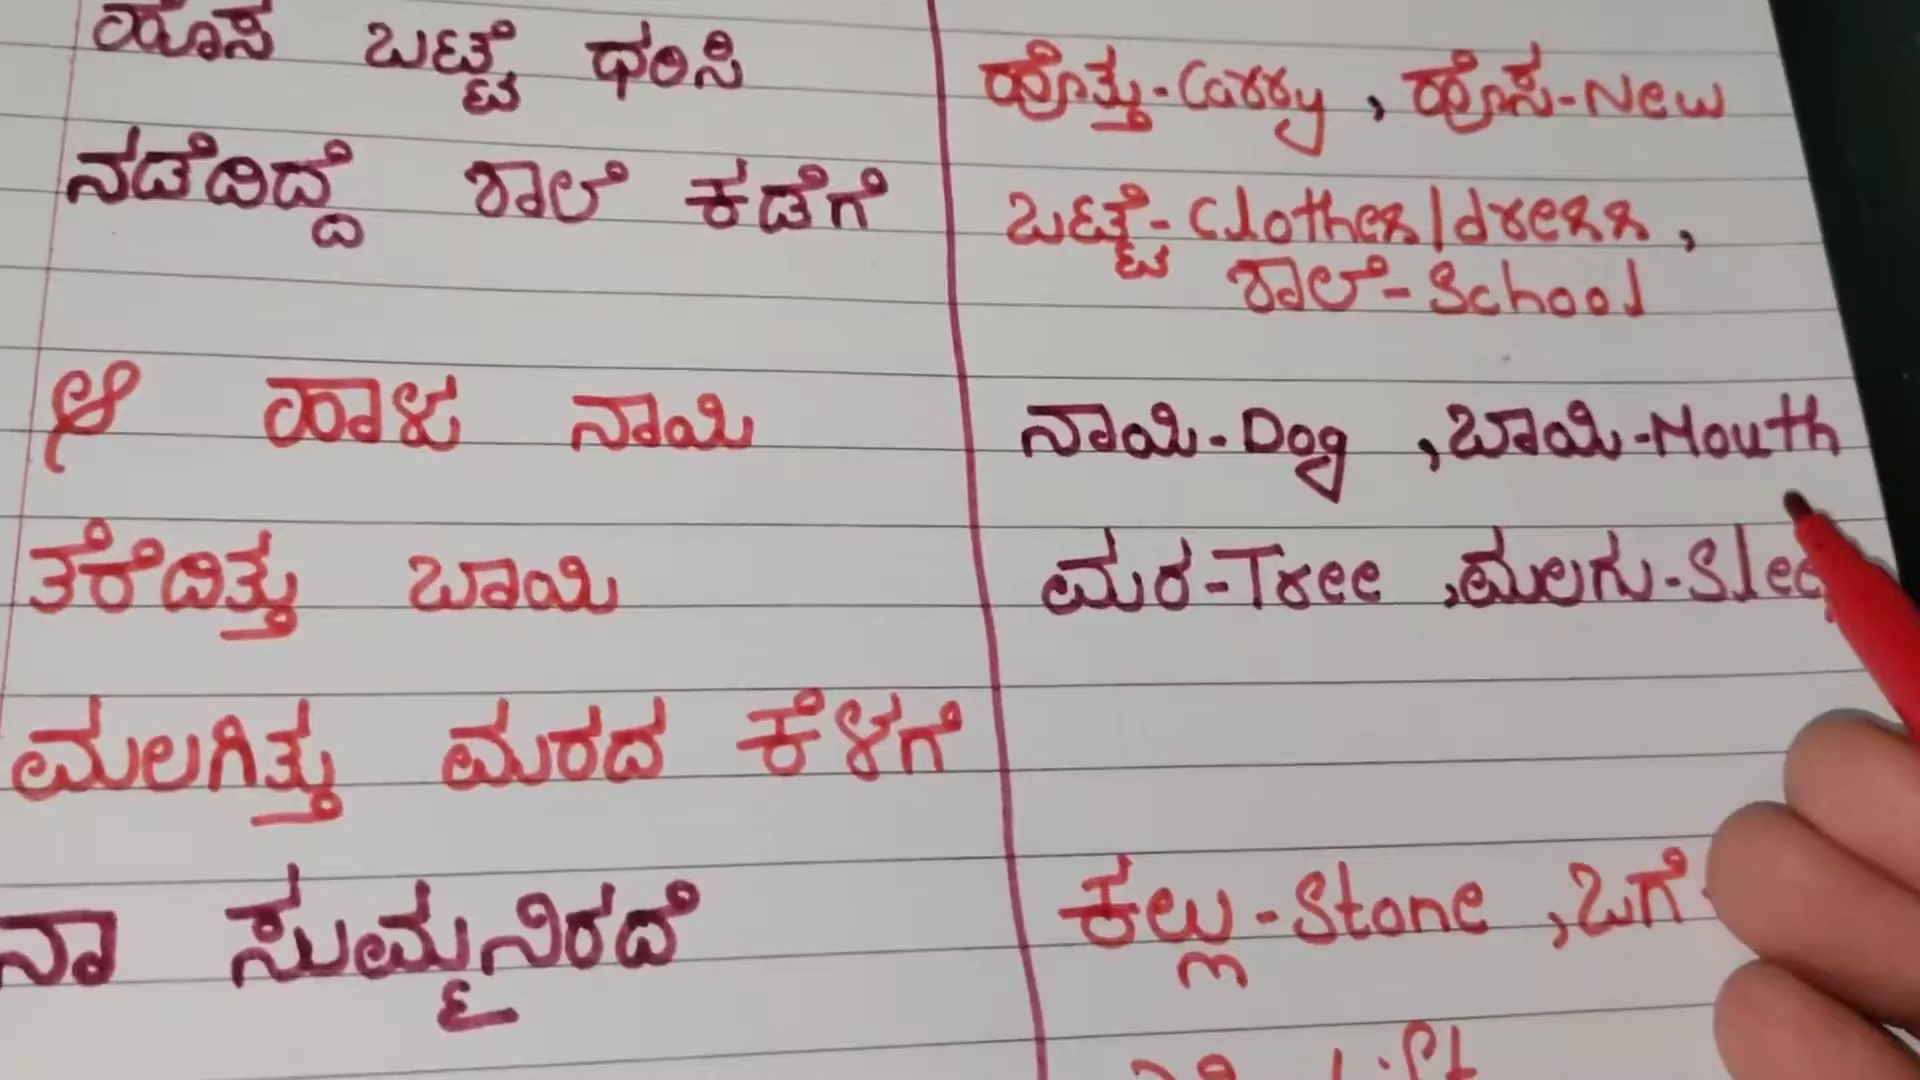 ಹೊಸ ಬಟ್ಟೆ ಧರಿಸಿ
ನಡೆದಿದ್ದೆ ಶಾಲೆ ಕಡೆಗೆ
ಆ ಹಾಳು ನಾಯಿ
ತೆರೆದಿತ್ತು ಬಾಯಿ
ಮಲಗಿತ್ತು ಮರದ ಕೆಳಗೆ
ನಾ ಸುಮ್ಮನಿರದೆ
ಹೊತ್ತು-Carry , ಹೊಸ-New
ಬಟ್ಟೆ-Clothes/dress,
ಶಾಲೆ-School
ನಾಯಿ-Dog ,ಬಾಯಿ-Mouth
ಮರ-Tree ,ಮಲಗು-Slee
ಕಲ್ಲು-Stone ,ಒಗೆ